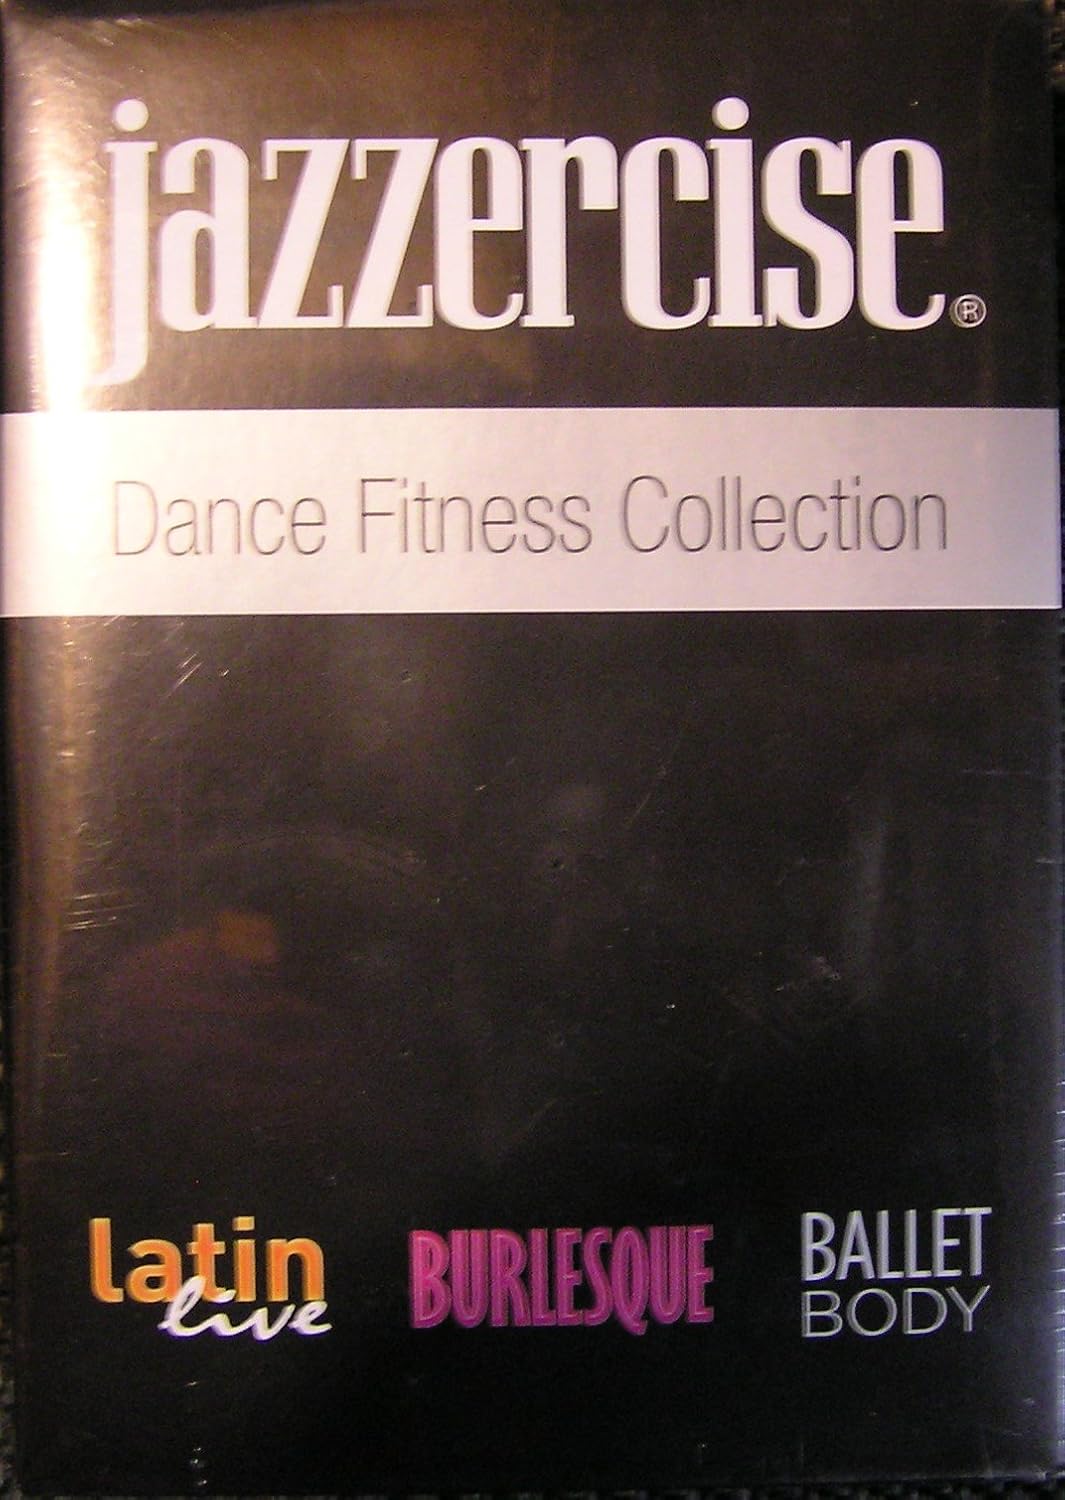 jazzercise®
Dance Fitness Collection
latin live
BURLESQUE
BALLET BODY